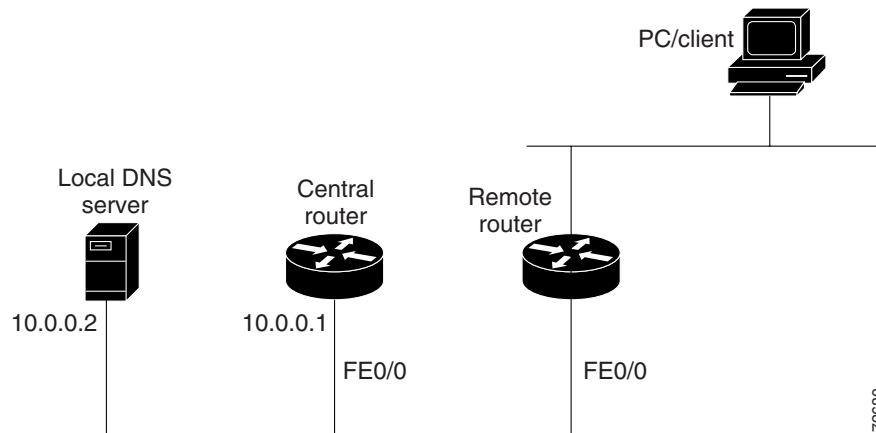 PC/client
Local DNS
server
Central
router
Remote
router
10.0.0.2
10.0.0.1
FE0/0
FE0/0